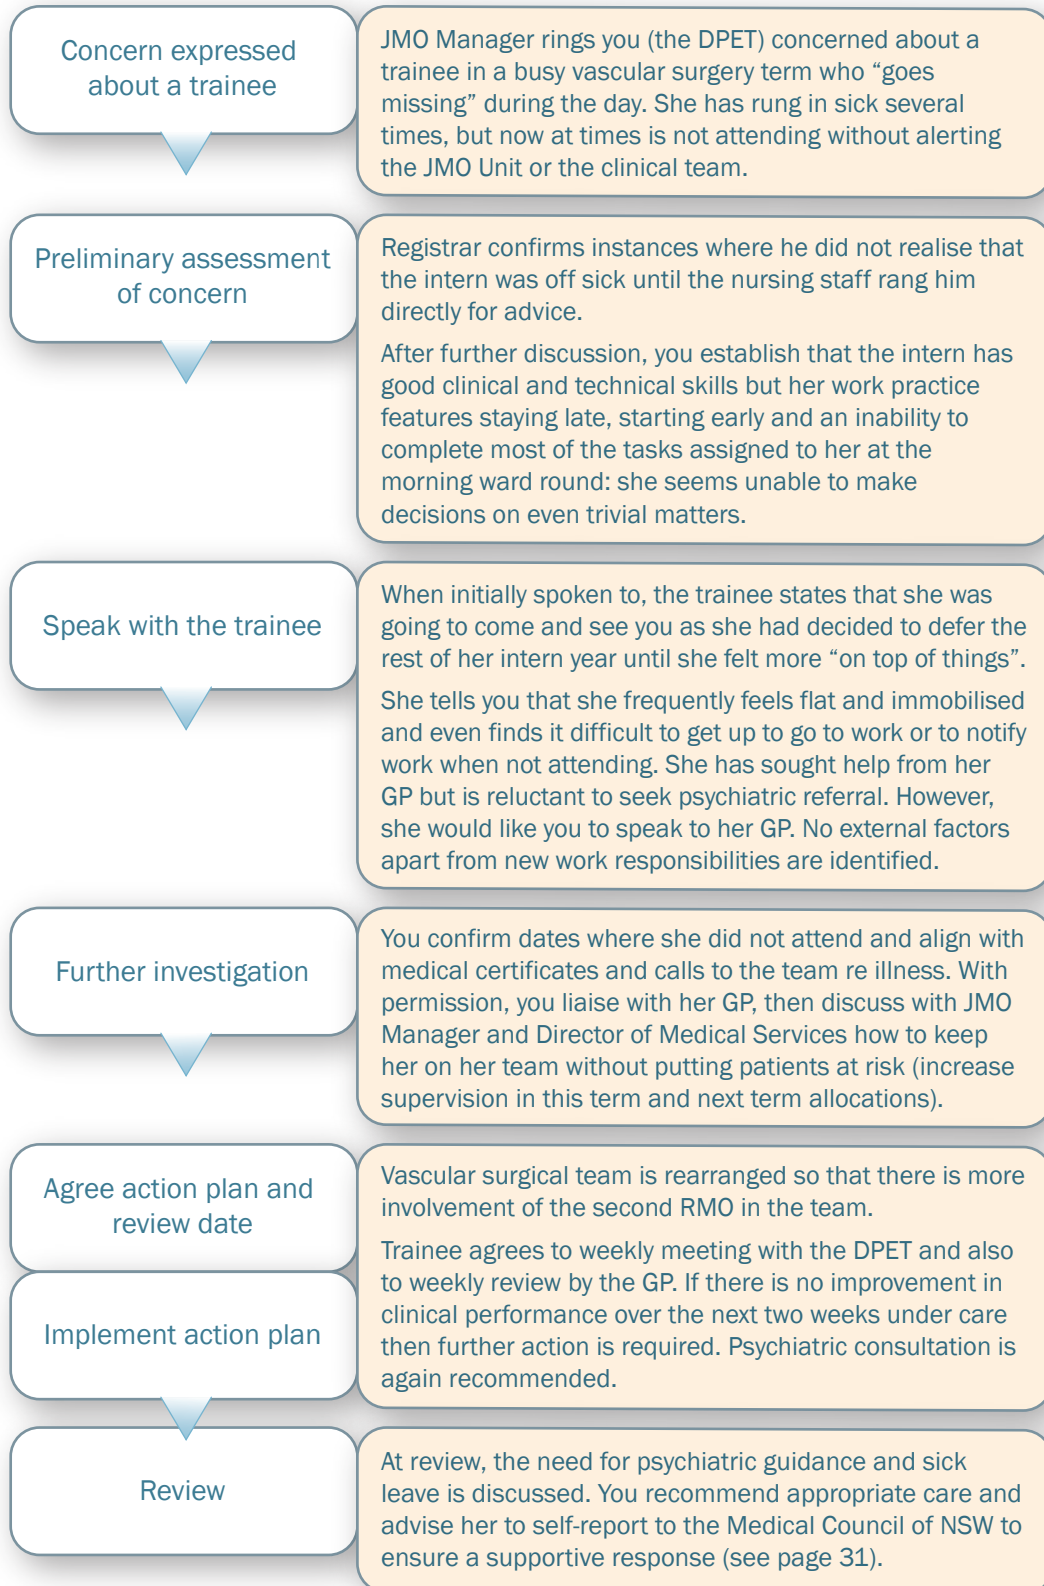 Concern expressed
about a trainee
JMO Manager rings you (the DPET) concerned about a
trainee in a busy vascular surgery term who “goes
missing” during the day. She has rung in sick several
times, but now at times is not attending without alerting
the JMO Unit or the clinical team.
Preliminary assessment
of concern
Registrar confirms instances where he did not realise that
the intern was off sick until the nursing staff rang him
directly for advice.
After further discussion, you establish that the intern has
good clinical and technical skills but her work practice
features staying late, starting early and an inability to
complete most of the tasks assigned to her at the
morning ward round: she seems unable to make
decisions on even trivial matters.
Speak with the trainee
When initially spoken to, the trainee states that she was
going to come and see you as she had decided to defer the
rest of her intern year until she felt more “on top of things”.
She tells you that she frequently feels flat and immobilised
and even finds it difficult to get up to go to work or to notify
work when not attending. She has sought help from her
GP but is reluctant to seek psychiatric referral. However,
she would like you to speak to her GP. No external factors
apart from new work responsibilities are identified.
Further investigation
You confirm dates where she did not attend and align with
medical certificates and calls to the team re illness. With
permission, you liaise with her GP, then discuss with JMO
Manager and Director of Medical Services how to keep
her on her team without putting patients at risk (increase
supervision in this term and next term allocations).
Agree action plan and
review date
Implement action plan
Vascular surgical team is rearranged so that there is more
involvement of the second RMO in the team.
Trainee agrees to weekly meeting with the DPET and also
to weekly review by the GP. If there is no improvement in
clinical performance over the next two weeks under care
then further action is required. Psychiatric consultation is
again recommended.
Review
At review, the need for psychiatric guidance and sick
leave is discussed. You recommend appropriate care and
advise her to self-report to the Medical Council of NSW to
ensure a supportive response (see page 31).